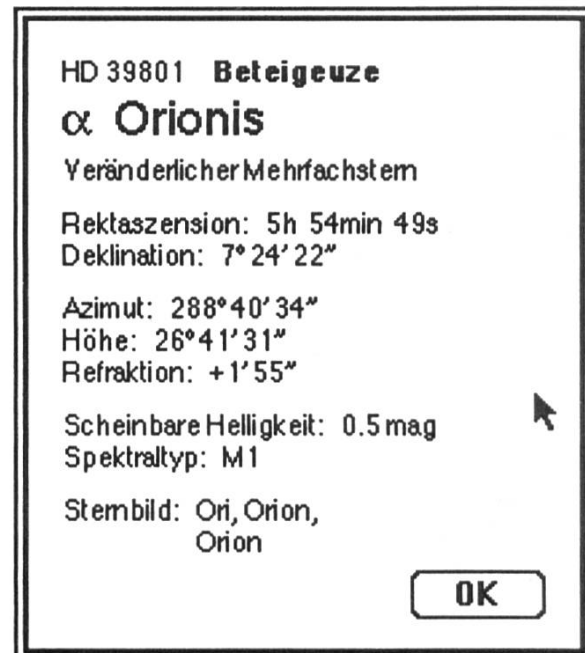 HD 39801 Beteigeuze
α Orionis
Veränderlicher Mehrfachstern
Rektaszension: 5h 54min 49s
Deklination: 7°24'22"
Azimut: 288°40'34"
Höhe: 26°41'31"
Refraktion: +1'55"
Scheinbare Helligkeit: 0.5 mag
Spektraltyp: M1
Sternbild: Ori, Orion,
Orion
OK